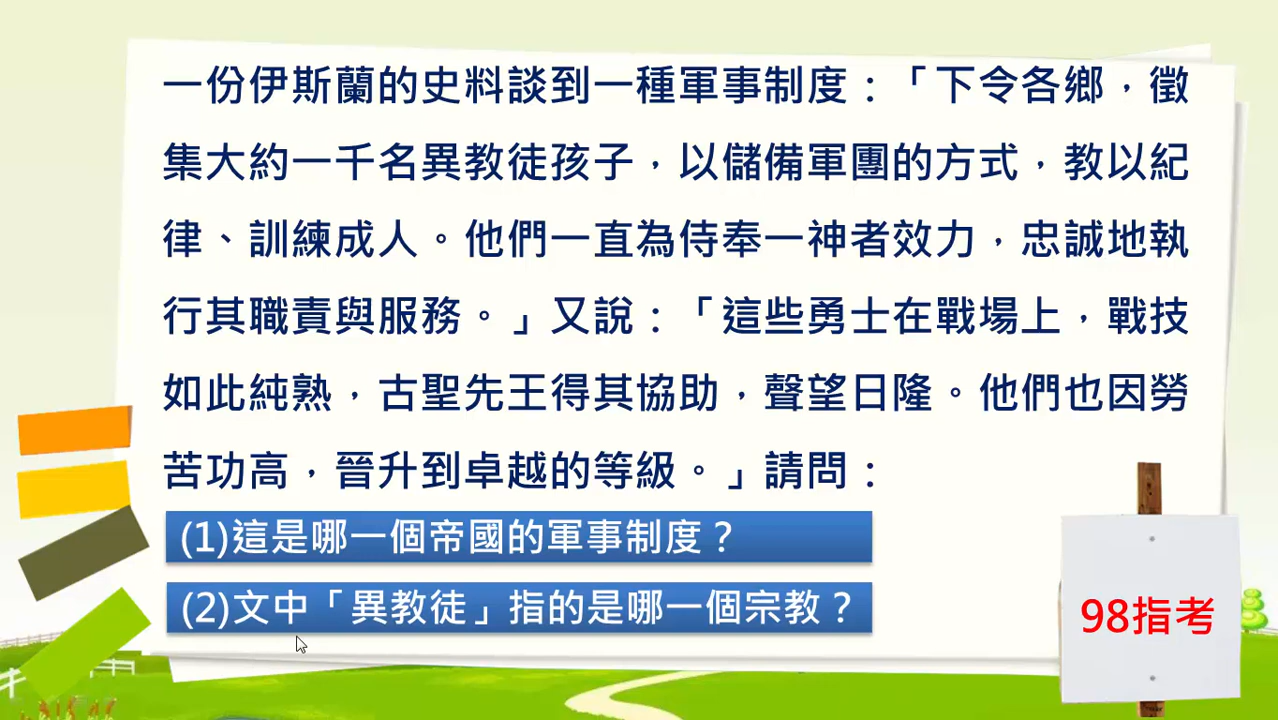 一份伊斯蘭的史料談到一種軍事制度：「下令各鄉，徵
集大約一千名異教徒孩子，以儲備軍團的方式，教以紀
律、訓練成人。他們一直為侍奉一神者效力，忠誠地執
行其職責與服務。」又說：「這些勇士在戰場上，戰技
如此純熟，古聖先王得其協助，聲望日隆。他們也因勞
苦功高，晉升到卓越的等級。」請問：
(1)這是哪一個帝國的軍事制度？
(2)文中「異教徒」指的是哪一個宗教？
98指考